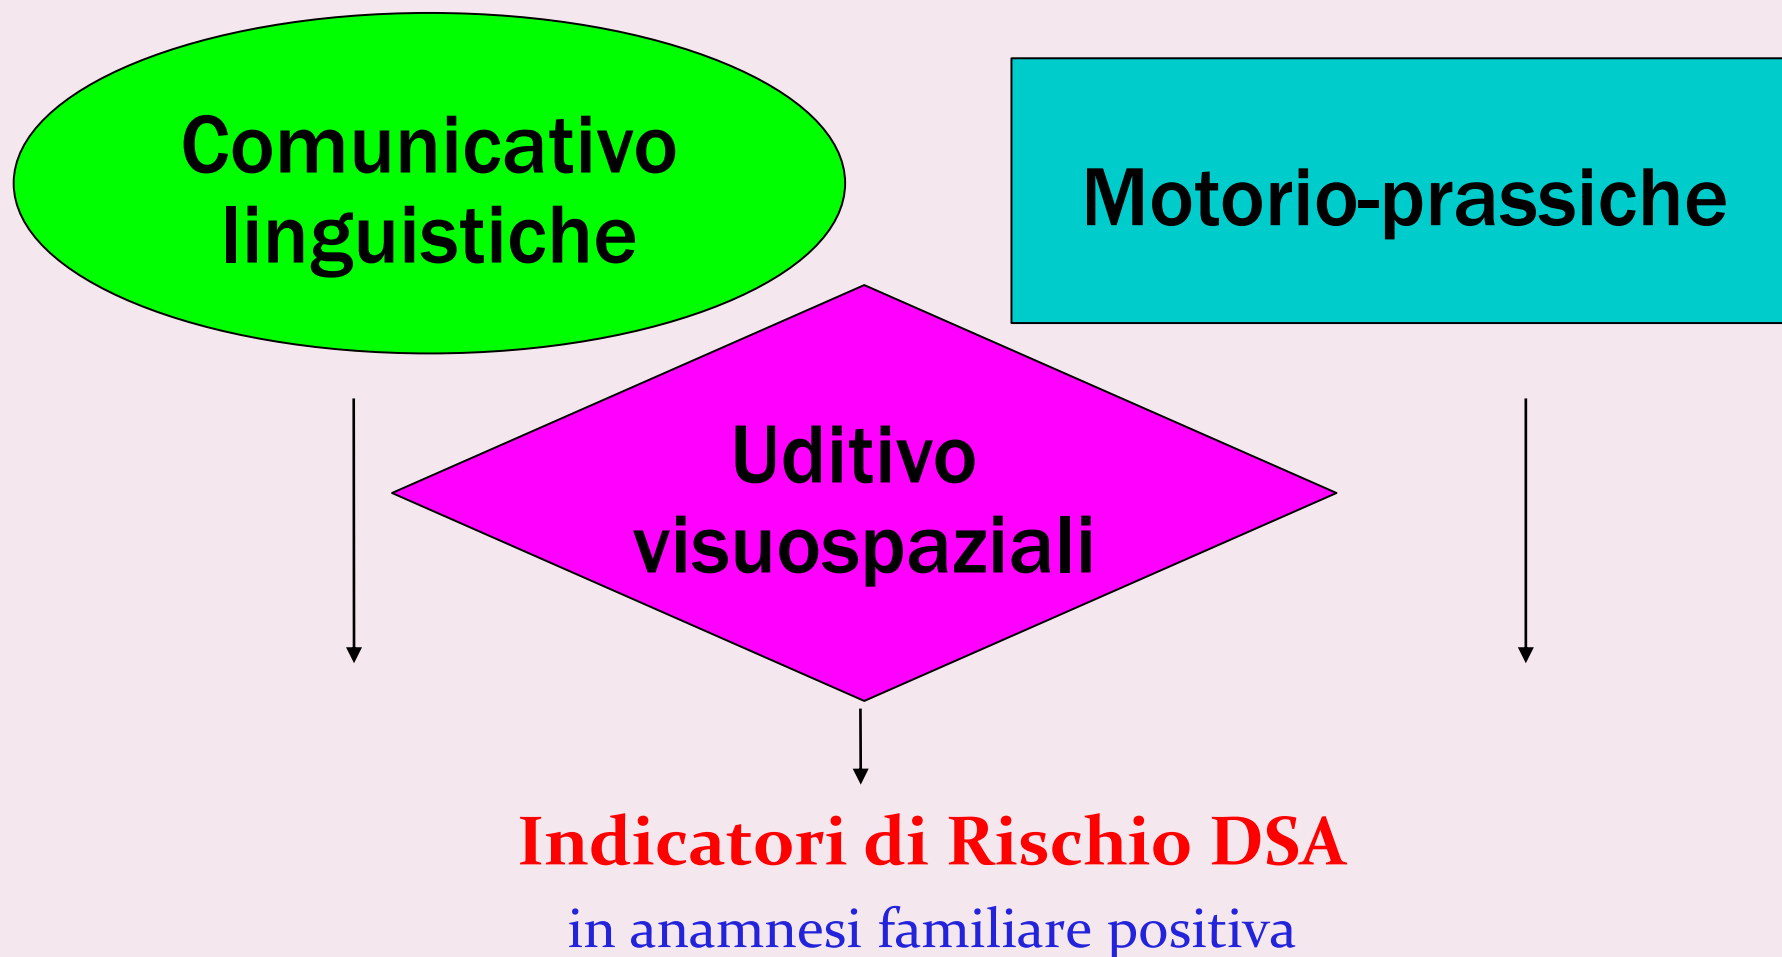 Comunicativo
linguistiche
Motorio-prassiche
Uditivo
visuospaziali
Indicatori di Rischio DSA
in anamnesi familiare positiva